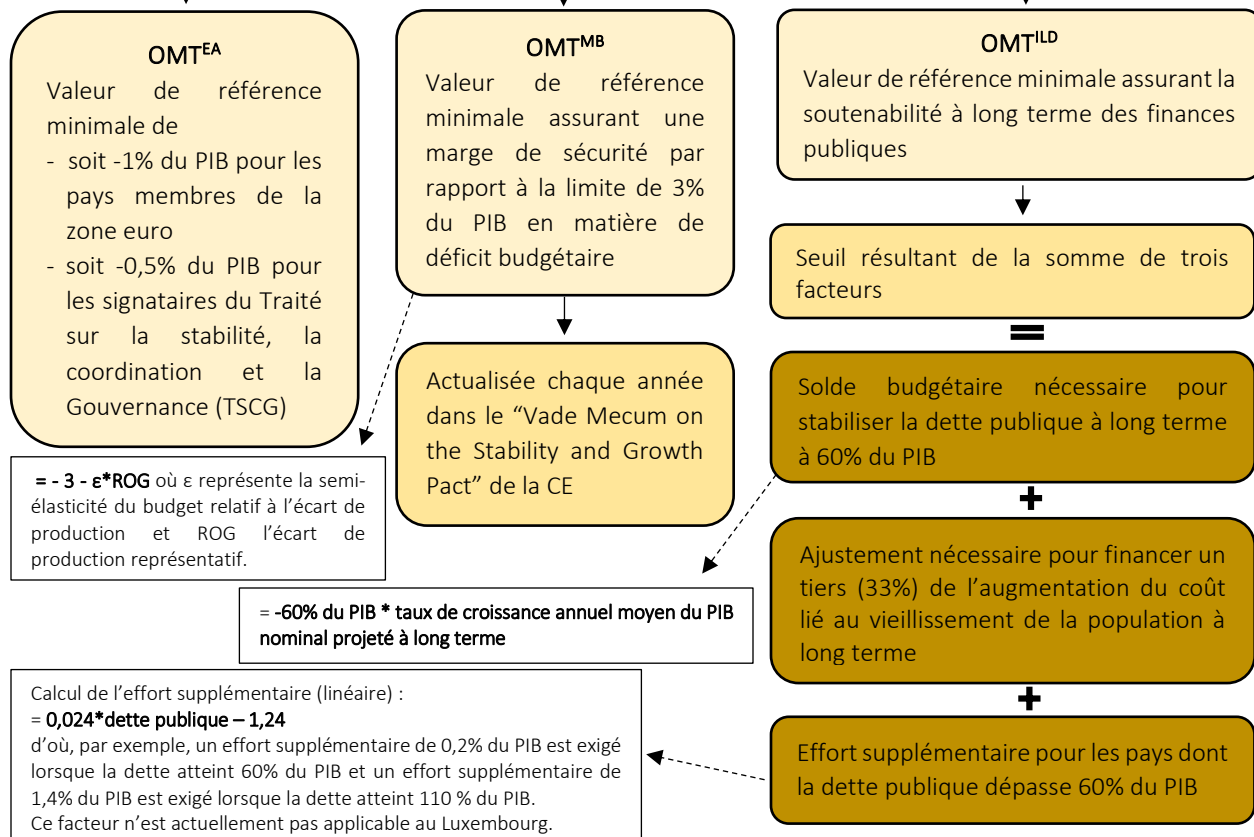 OMTᴱᴬ
Valeur de référence
minimale de
- soit -1% du PIB pour les
pays membres de la
zone euro
- soit -0,5% du PIB pour
les signataires du Traité
sur la stabilité, la
coordination et la
Gouvernance (TSCG)
= - 3 - ε*ROG où ε représente la semi-
élasticité du budget relatif à l’écart de
production et ROG l’écart de
production représentatif.
OMTᴹᴮ
Valeur de référence
minimale assurant une
marge de sécurité par
rapport à la limite de 3%
du PIB en matière de
déficit budgétaire
Actualisée chaque année
dans le “Vade Mecum on
the Stability and Growth
Pact” de la CE
OMTᴵᴸᴰ
Valeur de référence minimale assurant la
soutenabilité à long terme des finances
publiques
Seuil résultant de la somme de trois
facteurs
=
Solde budgétaire nécessaire pour
stabiliser la dette publique à long terme
à 60% du PIB
+
Ajustement nécessaire pour financer un
tiers (33%) de l’augmentation du coût
lié au vieillissement de la population à
long terme
+
Effort supplémentaire pour les pays dont
la dette publique dépasse 60% du PIB
= -60% du PIB * taux de croissance annuel moyen du PIB
nominal projeté à long terme
Calcul de l’effort supplémentaire (linéaire) :
= 0,024*dette publique – 1,24
d’où, par exemple, un effort supplémentaire de 0,2% du PIB est exigé
lorsque la dette atteint 60% du PIB et un effort supplémentaire de
1,4% du PIB est exigé lorsque la dette atteint 110 % du PIB.
Ce facteur n’est actuellement pas applicable au Luxembourg.